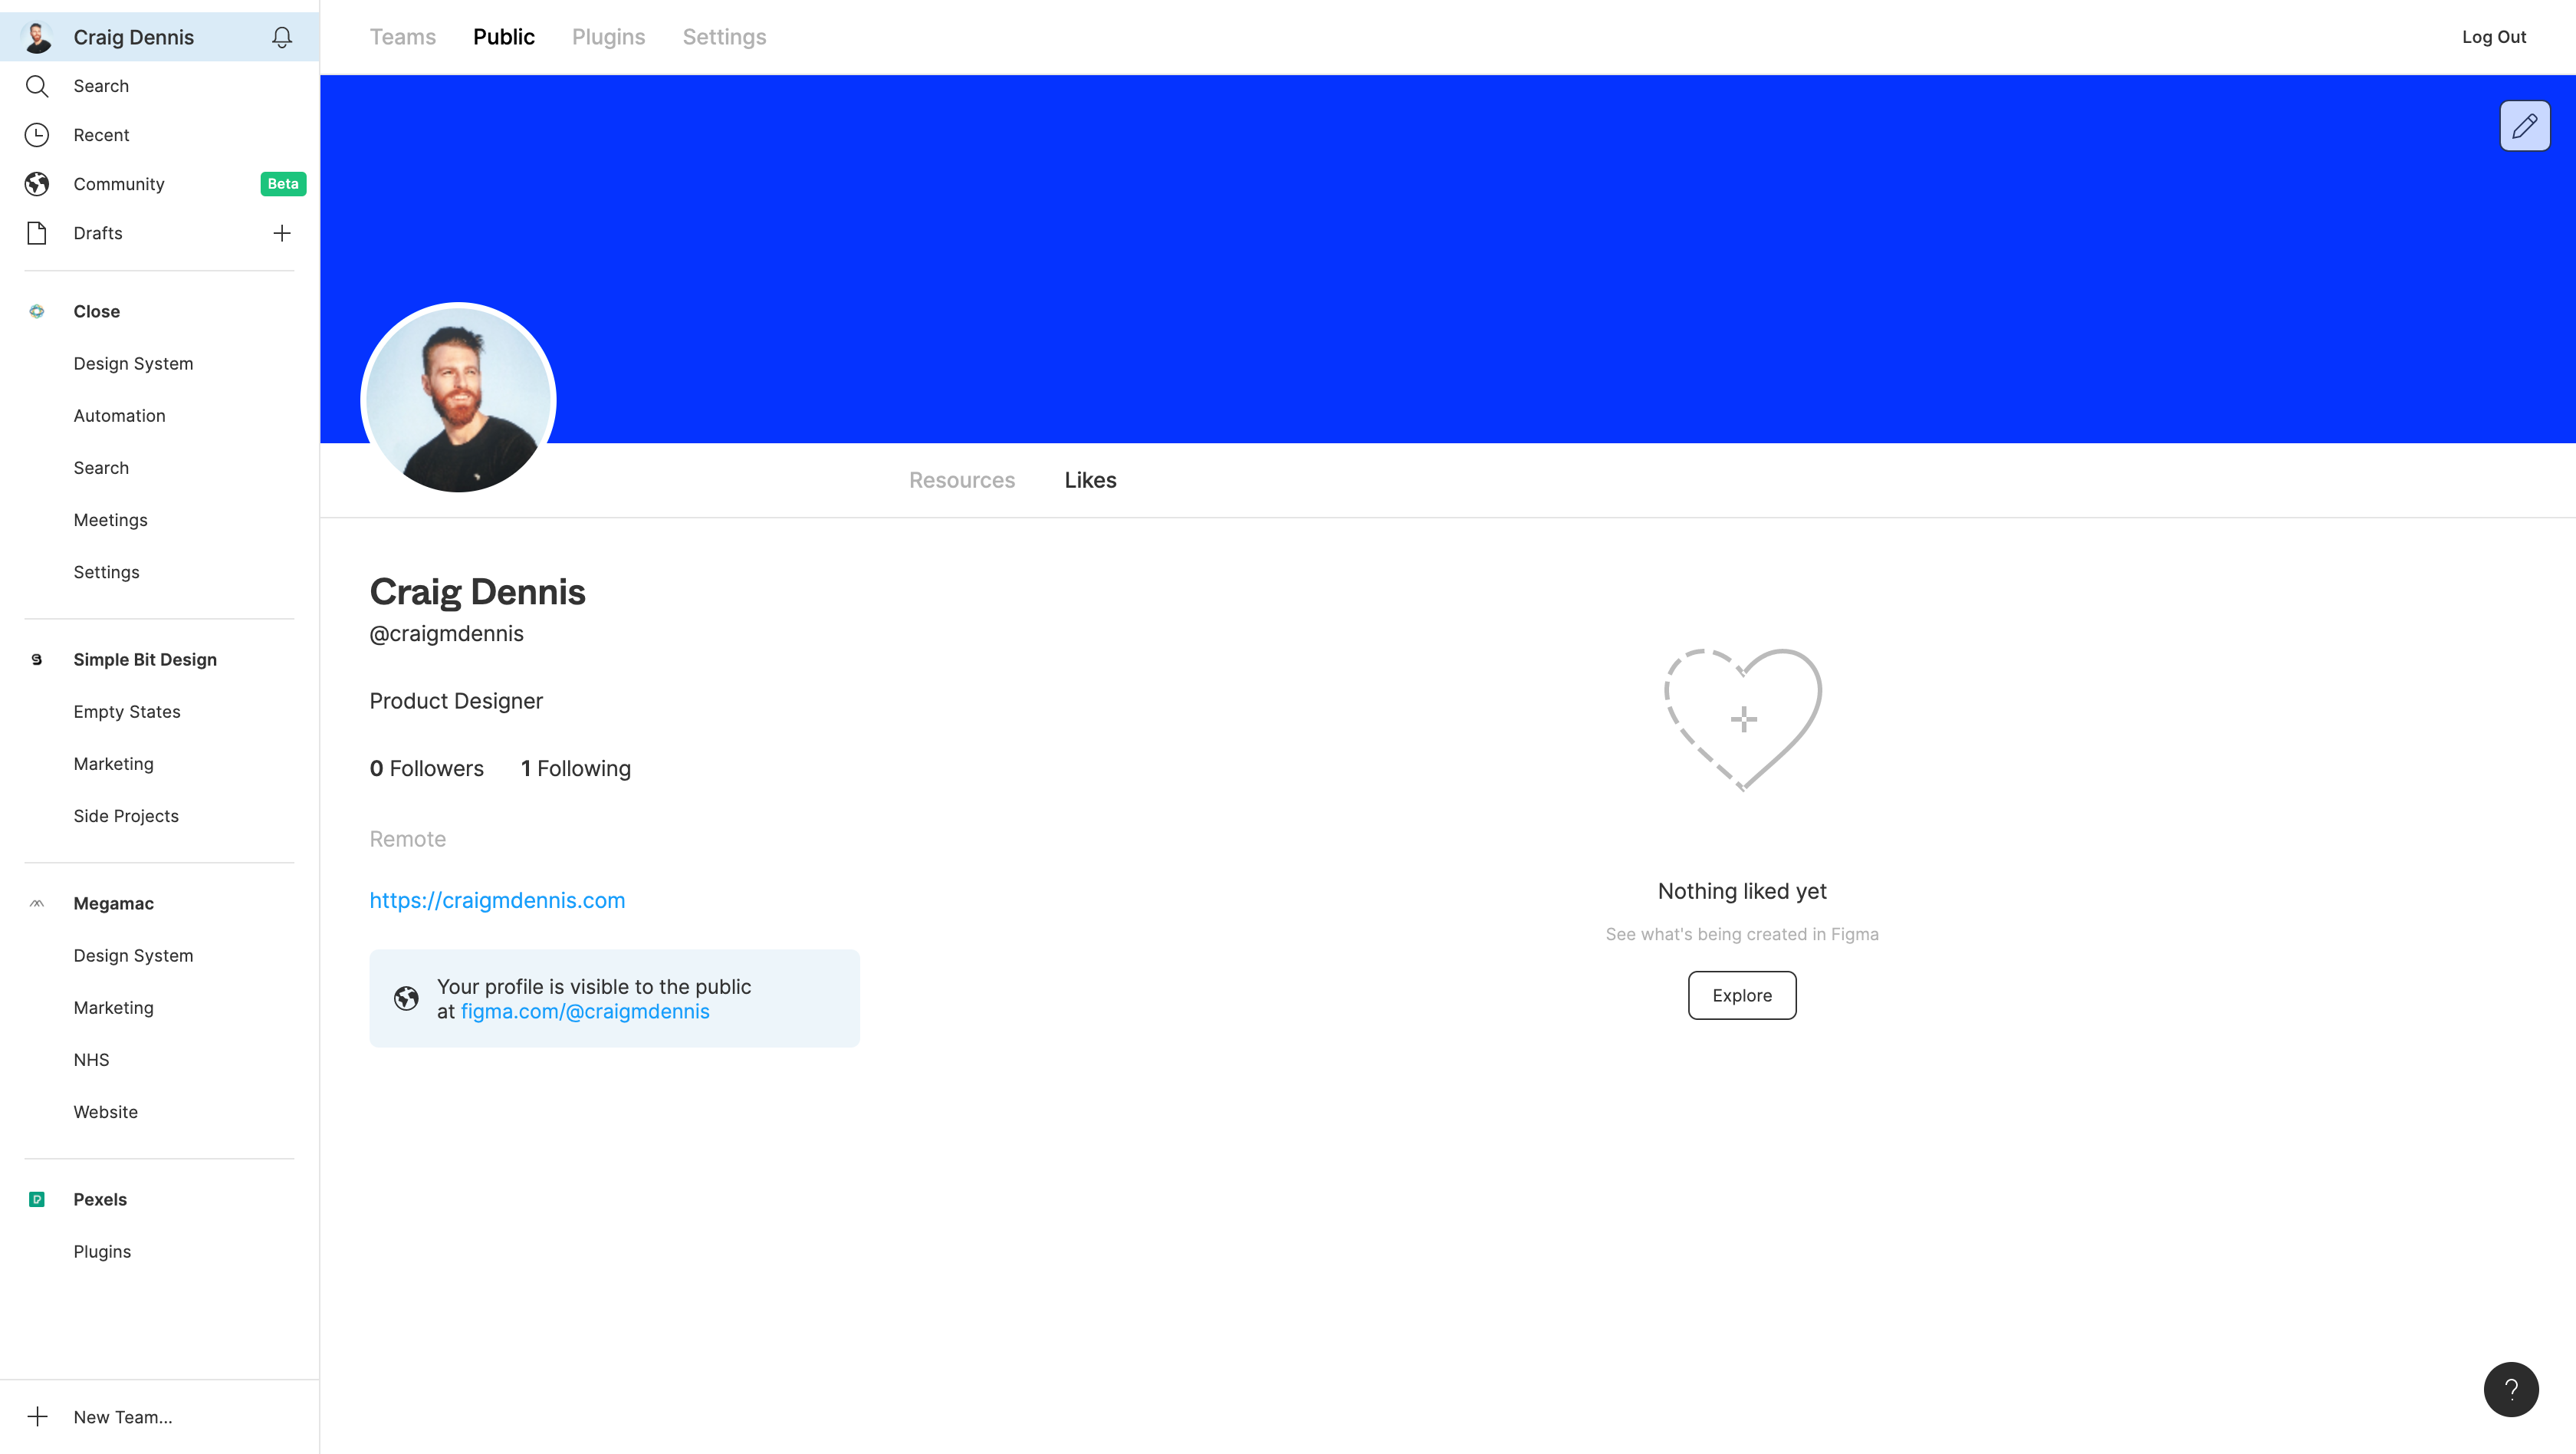 Craig Dennis
Search
Recent
Community Beta
Drafts
Close
Design System
Automation
Search
Meetings
Settings
Simple Bit Design
Empty States
Marketing
Side Projects
Megamac
Design System
Marketing
NHS
Website
Pexels
Plugins
New Team...
Teams Public Plugins Settings Log Out
Resources Likes
Craig Dennis
@craigmdennis
Product Designer
0 Followers 1 Following
Remote
https://craigmdennis.com
Your profile is visible to the public
at figma.com/@craigmdennis
Nothing liked yet
See what's being created in Figma
Explore
?